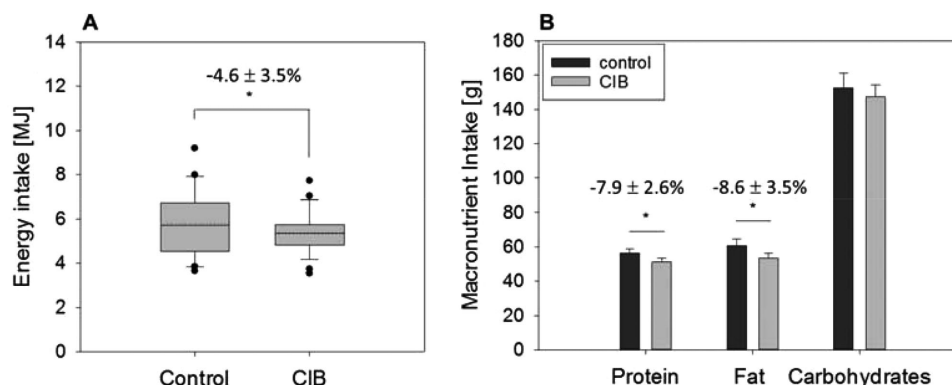 A
Energy intake [MJ]
14
12
10
8
6
4
2
0
-4.6 ± 3.5%
*
Control
CIB
B
Macronutrient Intake [g]
180
160
140
120
100
80
60
40
20
0
control
CIB
-7.9 ± 2.6%
-8.6 ± 3.5%
*
*
Protein
Fat
Carbohydrates